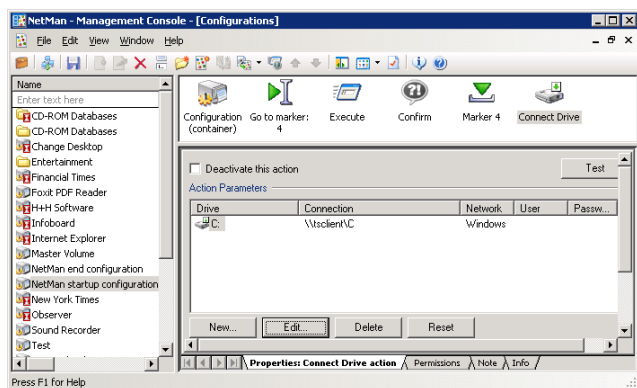 NetMan - Management Console - [Configurations]
File Edit View Window Help
Name
Enter text here
CD-ROM Databases
CD-ROM Databases
Change Desktop
Entertainment
Financial Times
Foxit PDF Reader
H+H Software
Infoboard
Internet Explorer
Master Volume
NetMan end configuration
NetMan startup configuration
New York Times
Observer
Sound Recorder
Test
Configuration (container)
Go to marker: 4
Execute
Confirm
Marker 4
Connect Drive
Deactivate this action
Test
Action Parameters
Drive Connection Network User Passw...
C: \\tsclient\C Windows
New... Edit... Delete Reset
Properties: Connect Drive action Permissions Note Info
Press F1 for Help